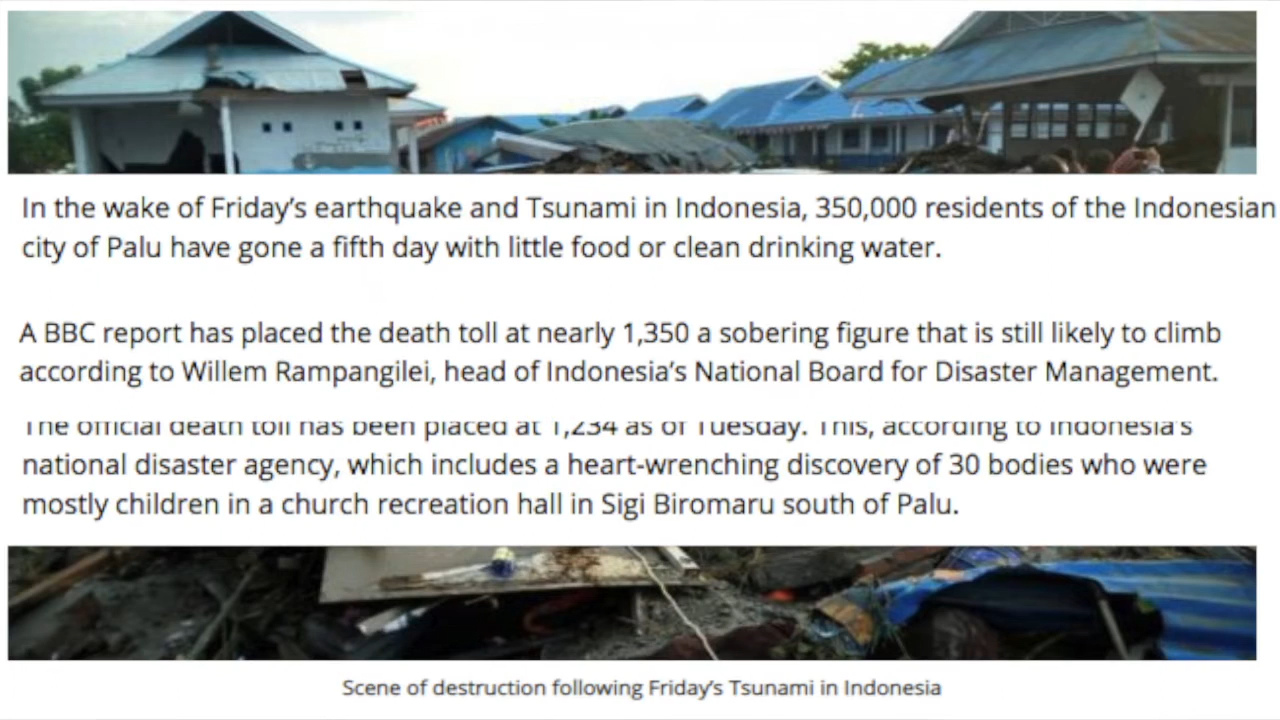 In the wake of Friday's earthquake and Tsunami in Indonesia, 350,000 residents of the Indonesian
city of Palu have gone a fifth day with little food or clean drinking water.
A BBC report has placed the death toll at nearly 1,350 a sobering figure that is still likely to climb
according to Willem Rampangilei, head of Indonesia's National Board for Disaster Management.
The official death toll has been placed at 1,234 as of Tuesday. This, according to Indonesia's
national disaster agency, which includes a heart-wrenching discovery of 30 bodies who were
mostly children in a church recreation hall in Sigi Biromaru south of Palu.
Scene of destruction following Friday's Tsunami in Indonesia